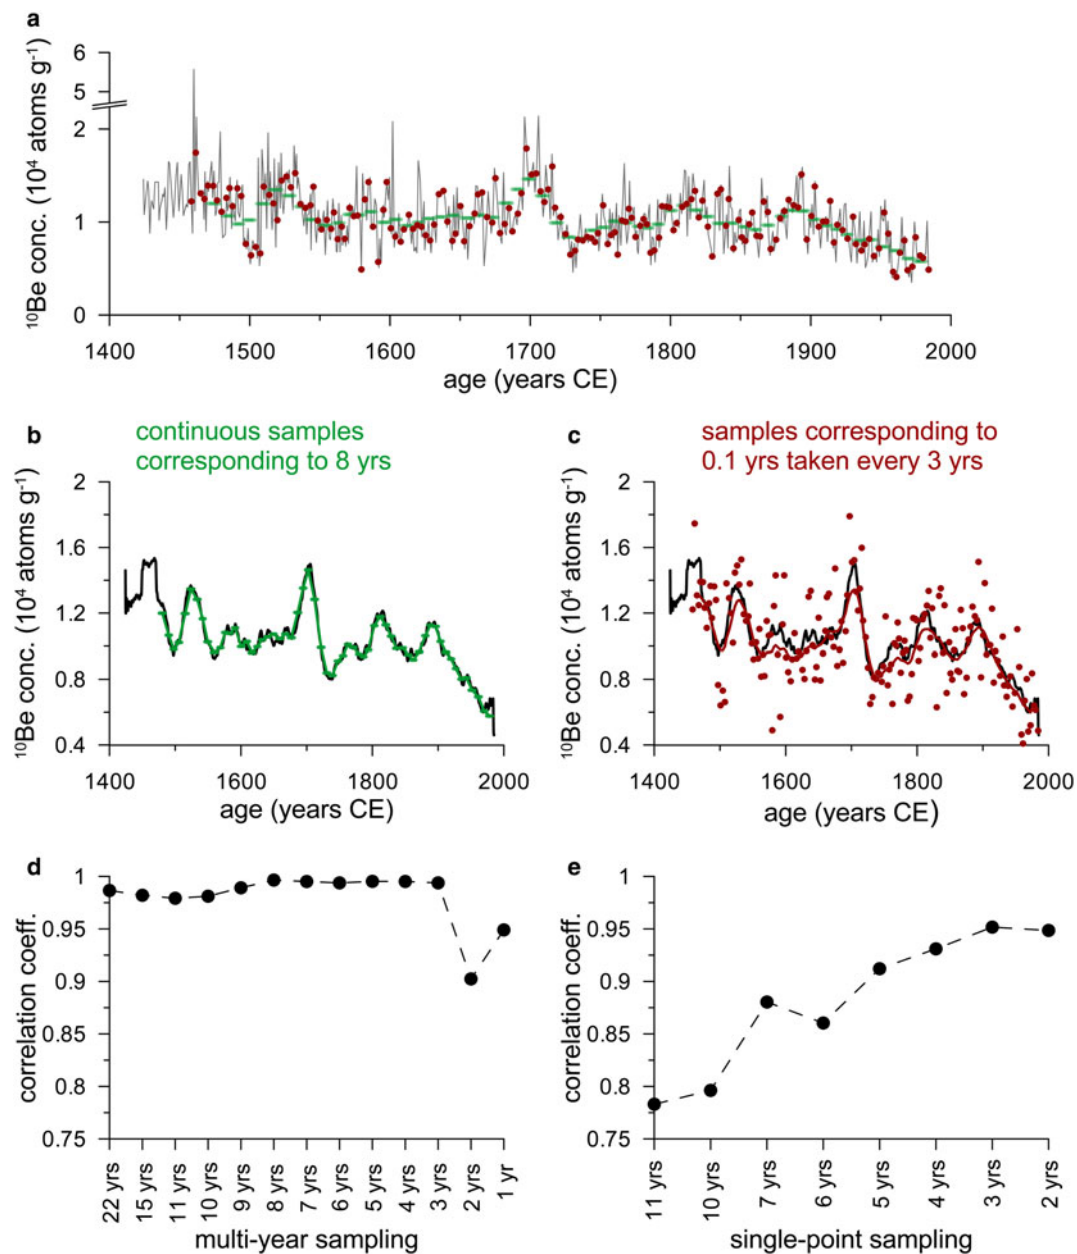 a
6
5
2
1
0
¹⁰Be conc. (10⁴ atoms g⁻¹)
1400 1500 1600 1700 1800 1900 2000
age (years CE)
b
continuous samples
corresponding to 8 yrs
2
1.6
1.2
0.8
0.4
¹⁰Be conc. (10⁴ atoms g⁻¹)
1400 1600 1800 2000
age (years CE)
c
samples corresponding to
0.1 yrs taken every 3 yrs
2
1.6
1.2
0.8
0.4
¹⁰Be conc. (10⁴ atoms g⁻¹)
1400 1600 1800 2000
age (years CE)
d
1
0.95
0.9
0.85
0.8
0.75
correlation coeff.
22 yrs 15 yrs 11 yrs 10 yrs 9 yrs 8 yrs 7 yrs 6 yrs 5 yrs 4 yrs 3 yrs 2 yrs 1 yr
multi-year sampling
e
1
0.95
0.9
0.85
0.8
0.75
correlation coeff.
11 yrs 10 yrs 7 yrs 6 yrs 5 yrs 4 yrs 3 yrs 2 yrs
single-point sampling